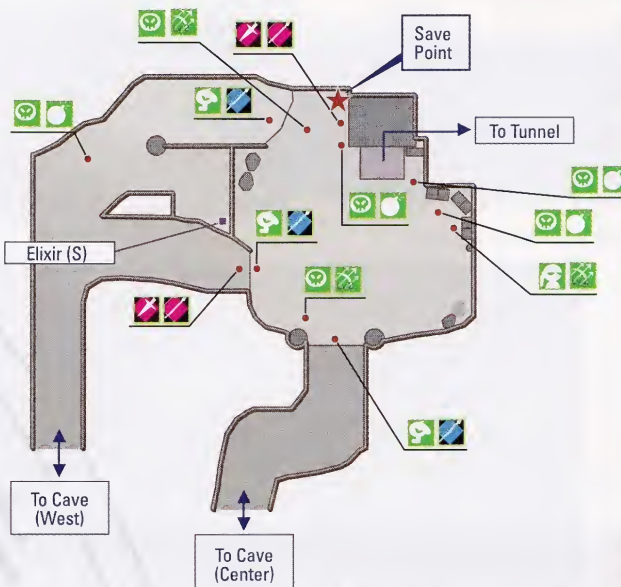 Save
Point
To Tunnel
Elixir (S)
To Cave
(West)
To Cave
(Center)